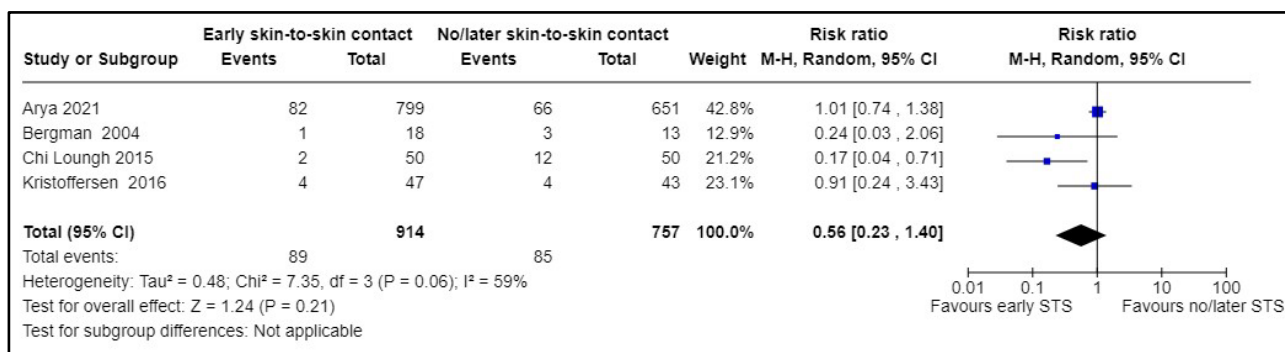 Early skin-to-skin contact No/later skin-to-skin contact Risk ratio Risk ratio
Study or Subgroup Events Total Events Total Weight M-H, Random, 95% CI M-H, Random, 95% CI
Arya 2021 82 799 66 651 42.8% 1.01 [0.74 , 1.38]
Bergman 2004 1 18 3 13 12.9% 0.24 [0.03 , 2.06]
Chi Loungh 2015 2 50 12 50 21.2% 0.17 [0.04 , 0.71]
Kristoffersen 2016 4 47 4 43 23.1% 0.91 [0.24 , 3.43]
Total (95% CI) 914 757 100.0% 0.56 [0.23 , 1.40]
Total events: 89 85
Heterogeneity: Tau² = 0.48; Chi² = 7.35, df = 3 (P = 0.06); I² = 59%
Test for overall effect: Z = 1.24 (P = 0.21)
Test for subgroup differences: Not applicable
0.01 0.1 1 10 100
Favours early STS Favours no/later STS